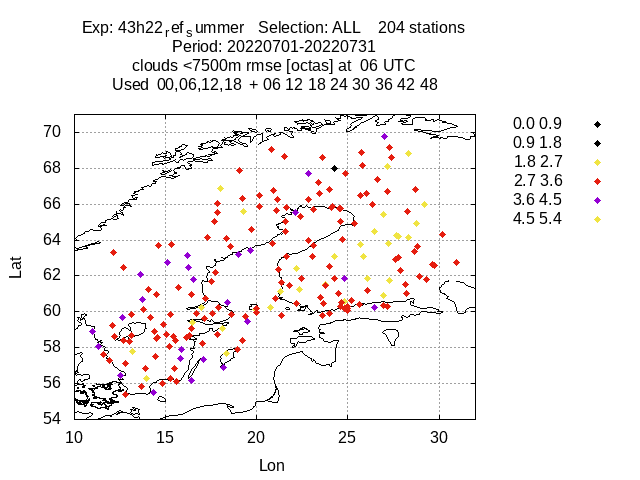 Exp: 43h22refsummer Selection: ALL 204 stations
Period: 20220701-20220731
clouds <7500m rmse [octas] at 06 UTC
Used 00,06,12,18 + 06 12 18 24 30 36 42 48
70
68
66
64
62
60
58
56
54
10 15 20 25 30
Lat
Lon
0.0 0.9
0.9 1.8
1.8 2.7
2.7 3.6
3.6 4.5
4.5 5.4